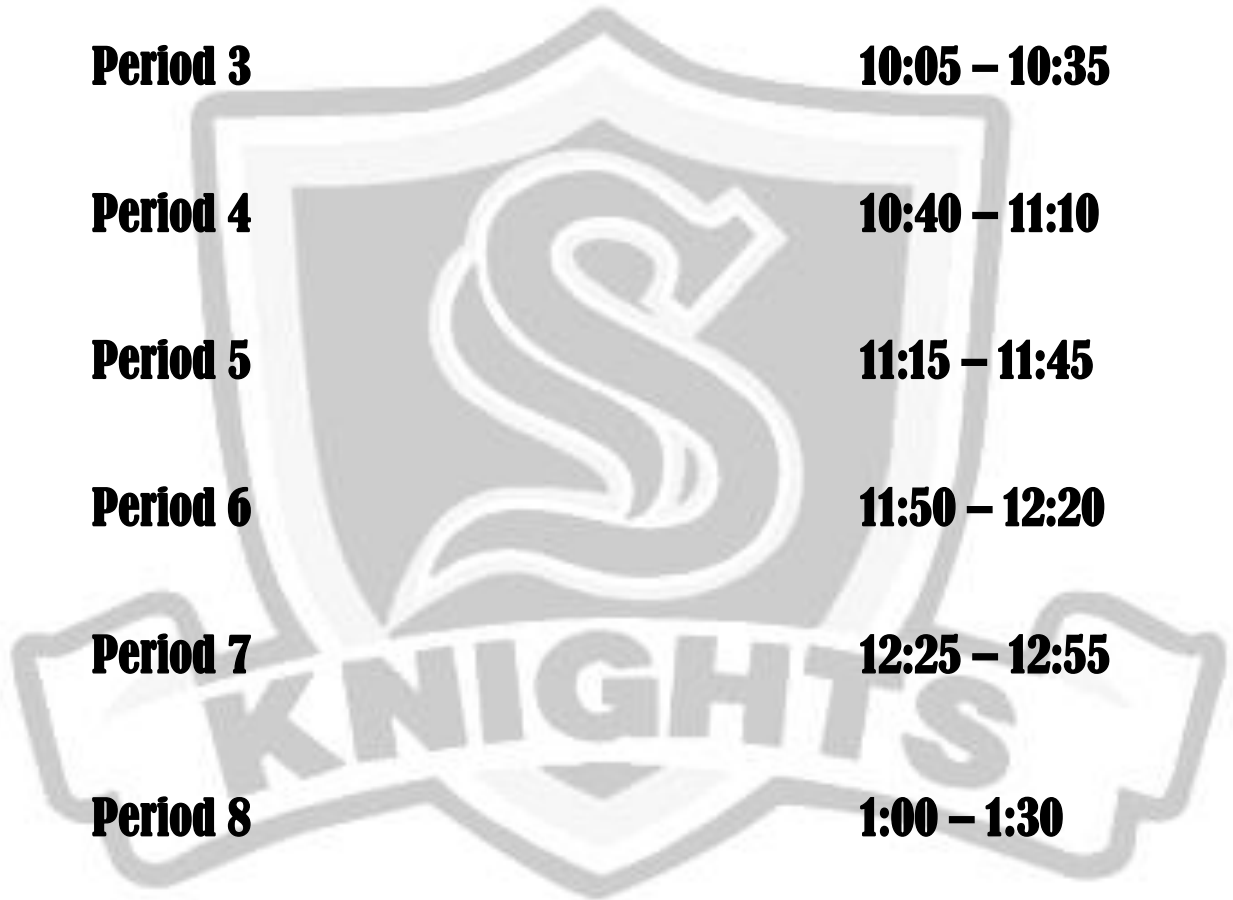 Period 3 10:05 – 10:35
Period 4 10:40 – 11:10
Period 5 11:15 – 11:45
Period 6 11:50 – 12:20
Period 7 12:25 – 12:55
Period 8 1:00 – 1:30
S
KNIGHTS